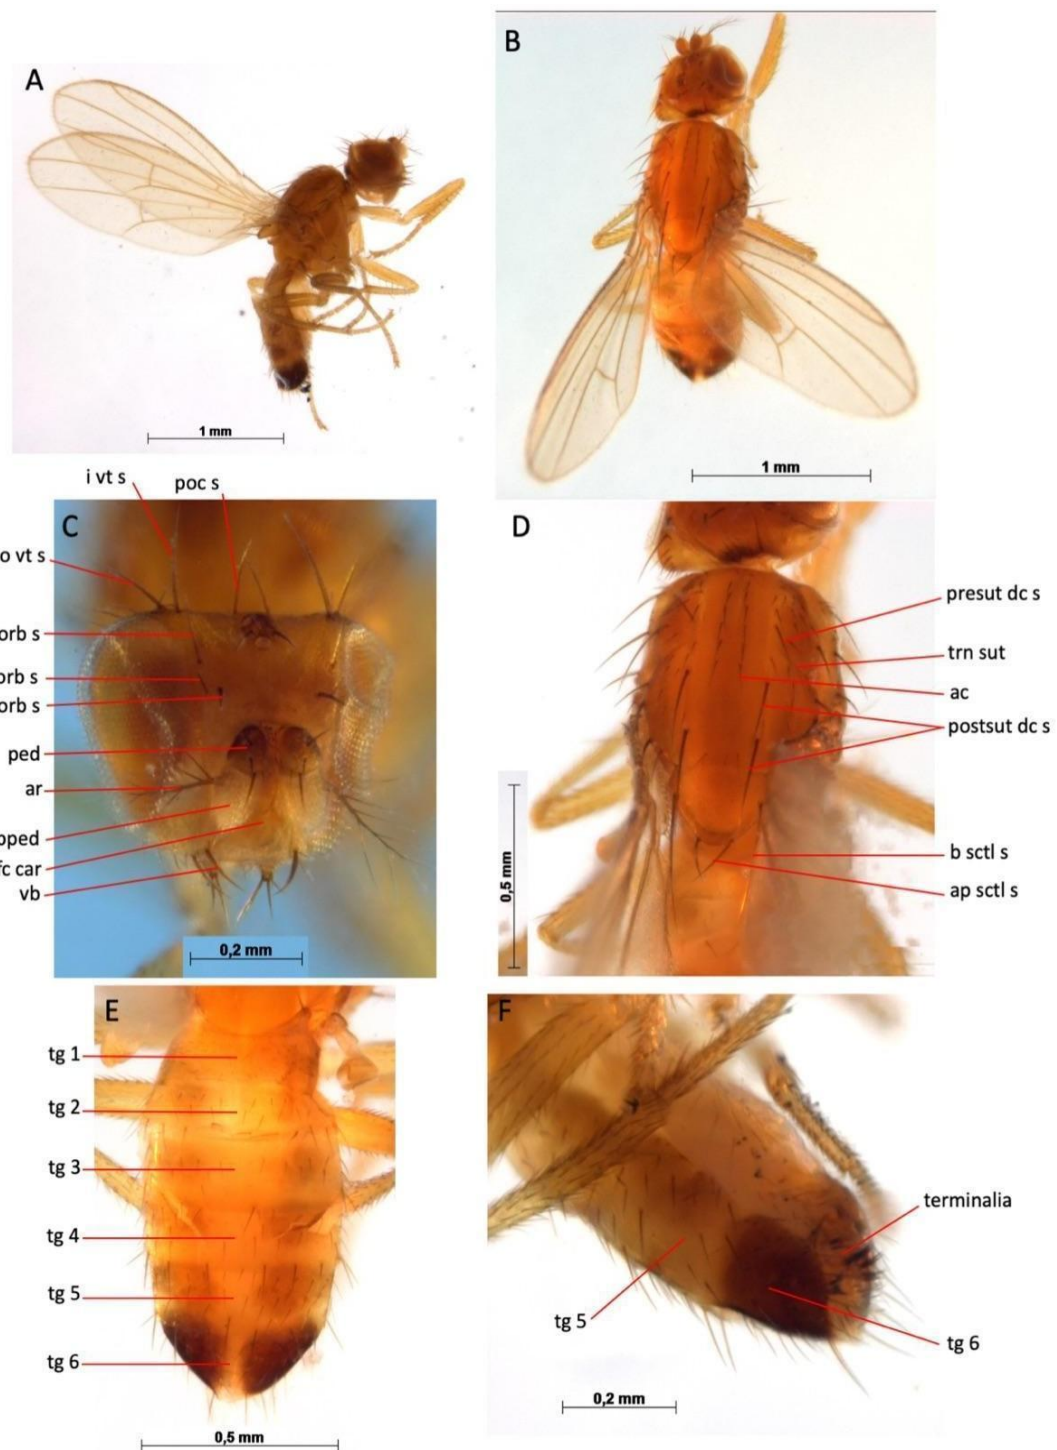 A
B
1 mm
1 mm
i vt s
poc s
C
D
o vt s
orb s
orb s
orb s
ped
ar
pped
fc car
vb
0,2 mm
presut dc s
trn sut
ac
postsut dc s
b sctl s
ap sctl s
0,5 mm
E
tg 1
tg 2
tg 3
tg 4
tg 5
tg 6
0,5 mm
F
terminalia
tg 5
tg 6
0,2 mm